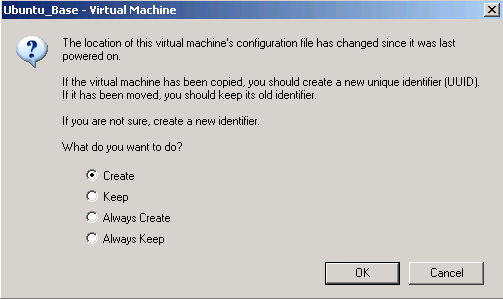 Ubuntu_Base - Virtual Machine
The location of this virtual machine's configuration file has changed since it was last
powered on.
If the virtual machine has been copied, you should create a new unique identifier (UUID).
If it has been moved, you should keep its old identifier.
If you are not sure, create a new identifier.
What do you want to do?
Create
Keep
Always Create
Always Keep
OK
Cancel